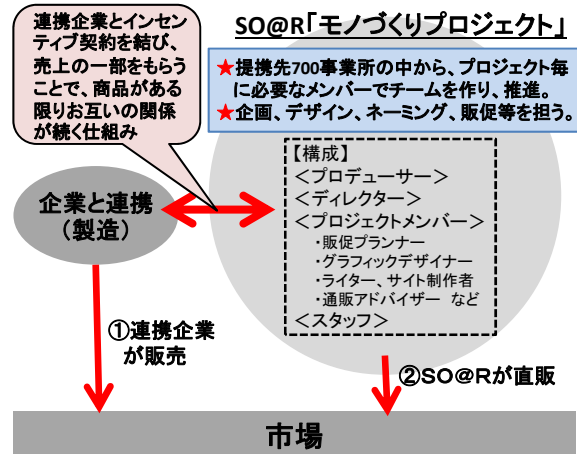 連携企業とインセン
ティブ契約を結び、
売上の一部をもらう
ことで、商品がある
限りお互いの関係
が続く仕組み
SO@R「モノづくりプロジェクト」
★提携先700事業所の中から、プロジェクト毎
に必要なメンバーでチームを作り、推進。
★企画、デザイン、ネーミング、販促等を担う。
【構成】
＜プロデューサー＞
＜ディレクター＞
＜プロジェクトメンバー＞
・販促プランナー
・グラフィックデザイナー
・ライター、サイト制作者
・通販アドバイザー など
＜スタッフ＞
企業と連携
（製造）
①連携企業
が販売
②SO@Rが直販
市場